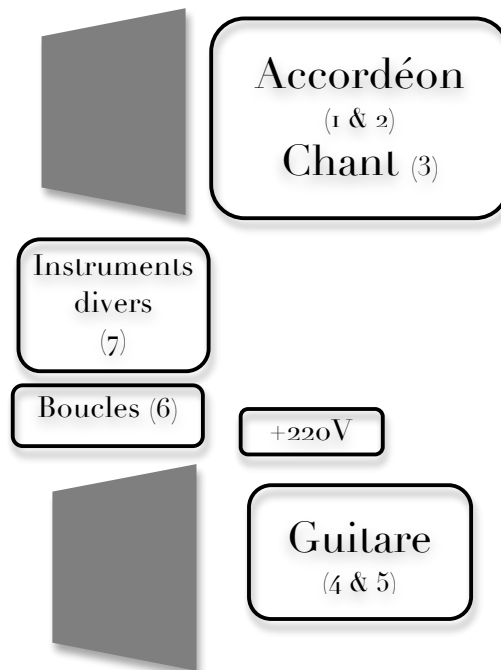 Accordéon
(1 & 2)
Chant (3)
Instruments
divers
(7)
Boucles (6)
+220V
Guitare
(4 & 5)